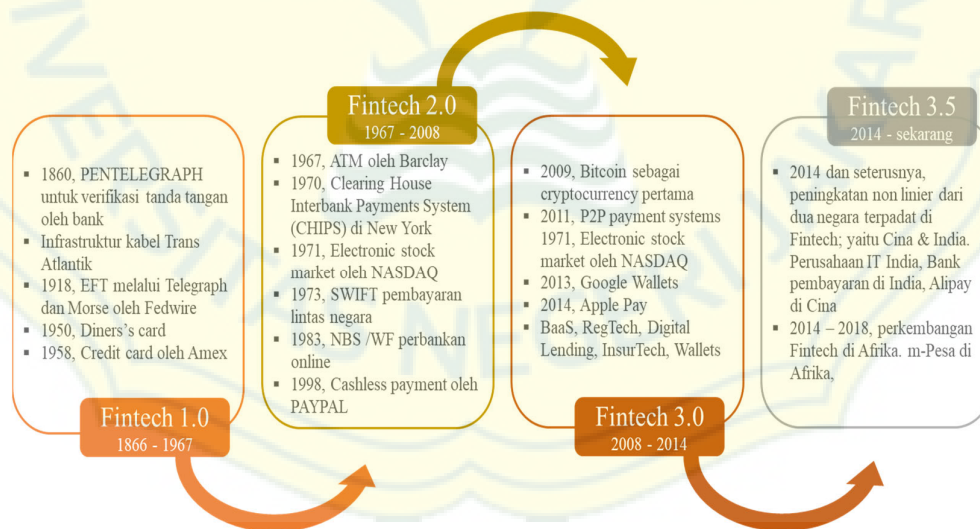 1860, PENTELEGRAPH
untuk verifikasi tanda tangan
oleh bank
Infrastruktur kabel Trans
Atlantik
1918, EFT melalui Telegraph
dan Morse oleh Fedwire
1950, Diners's card
1958, Credit card oleh Amex
Fintech 1.0
1866 - 1967
Fintech 2.0
1967 - 2008
1967, ATM oleh Barclay
1970, Clearing House
Interbank Payments System
(CHIPS) di New York
1971, Electronic stock
market oleh NASDAQ
1973, SWIFT pembayaran
lintas negara
1983, NBS /WF perbankan
online
1998, Cashless payment oleh
PAYPAL
2009, Bitcoin sebagai
cryptocurrency pertama
2011, P2P payment systems
1971, Electronic stock
market oleh NASDAQ
2013, Google Wallets
2014, Apple Pay
BaaS, RegTech, Digital
Lending, InsurTech, Wallets
Fintech 3.0
2008 - 2014
Fintech 3.5
2014 - sekarang
2014 dan seterusnya,
peningkatan non linier dari
dua negara terpadat di
Fintech; yaitu Cina & India.
Perusahaan IT India, Bank
pembayaran di India, Alipay
di Cina
2014 – 2018, perkembangan
Fintech di Afrika. m-Pesa di
Afrika,